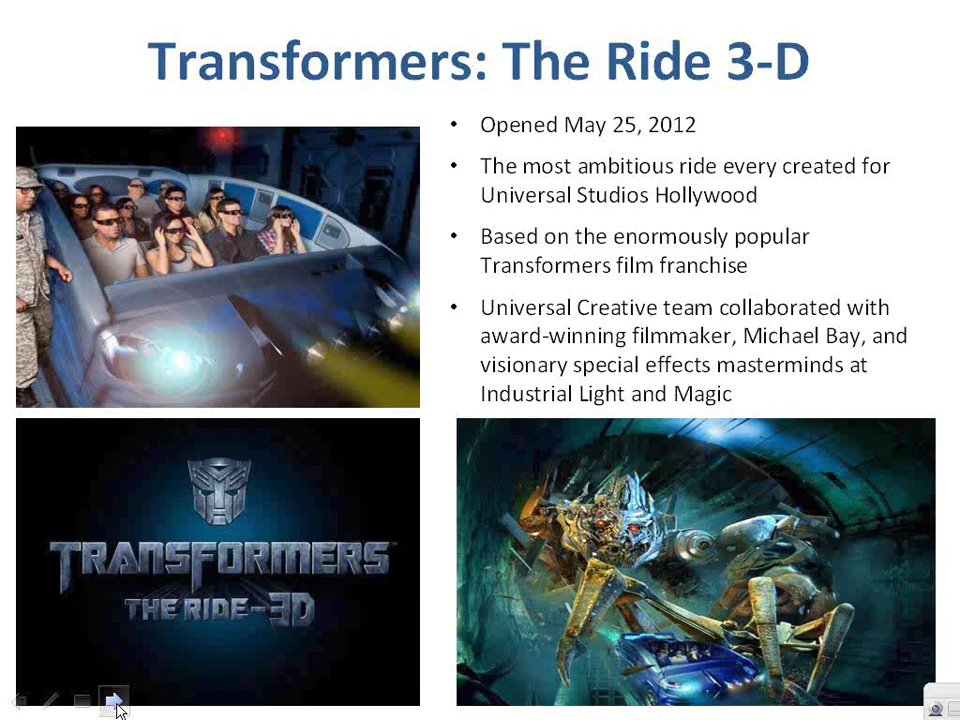 Transformers: The Ride 3-D
• Opened May 25, 2012
• The most ambitious ride every created for
Universal Studios Hollywood
• Based on the enormously popular
Transformers film franchise
• Universal Creative team collaborated with
award-winning filmmaker, Michael Bay, and
visionary special effects masterminds at
Industrial Light and Magic
TRANSFORMERS
THE RIDE-3D